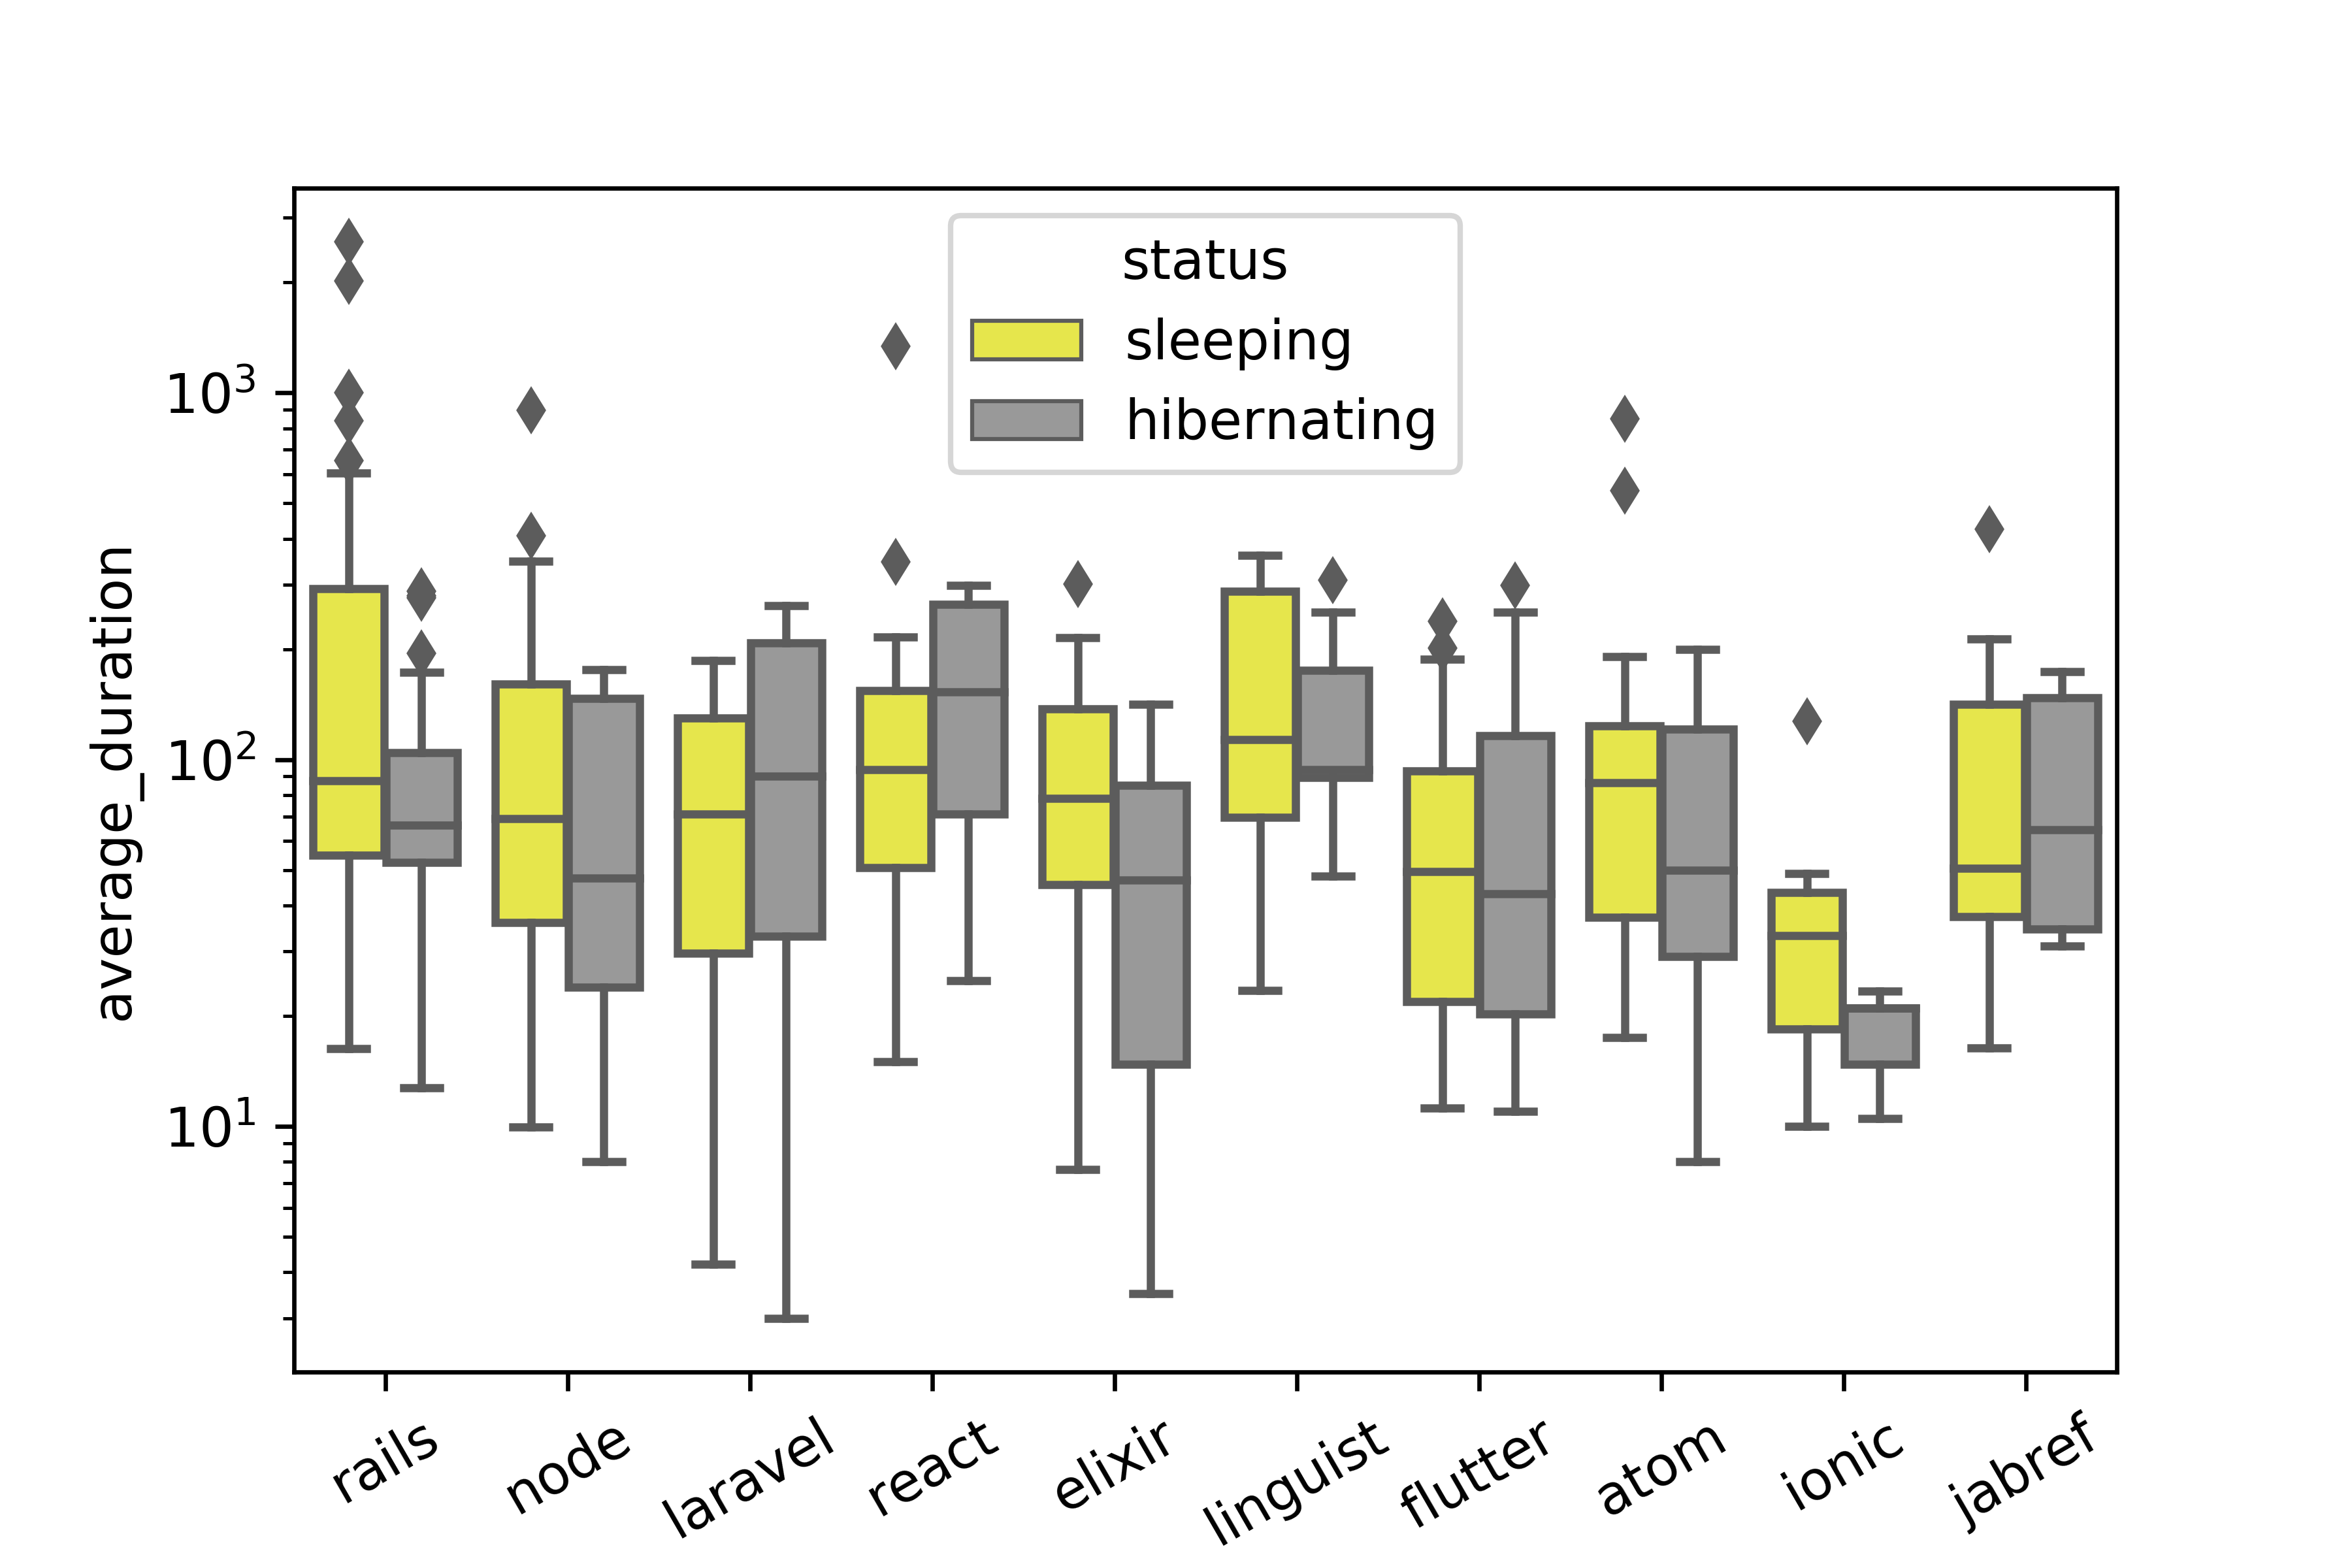 status
sleeping
hibernating
average_duration
10³
10²
10¹
rails
node
laravel
react
elixir
linguist
flutter
atom
ionic
jabref